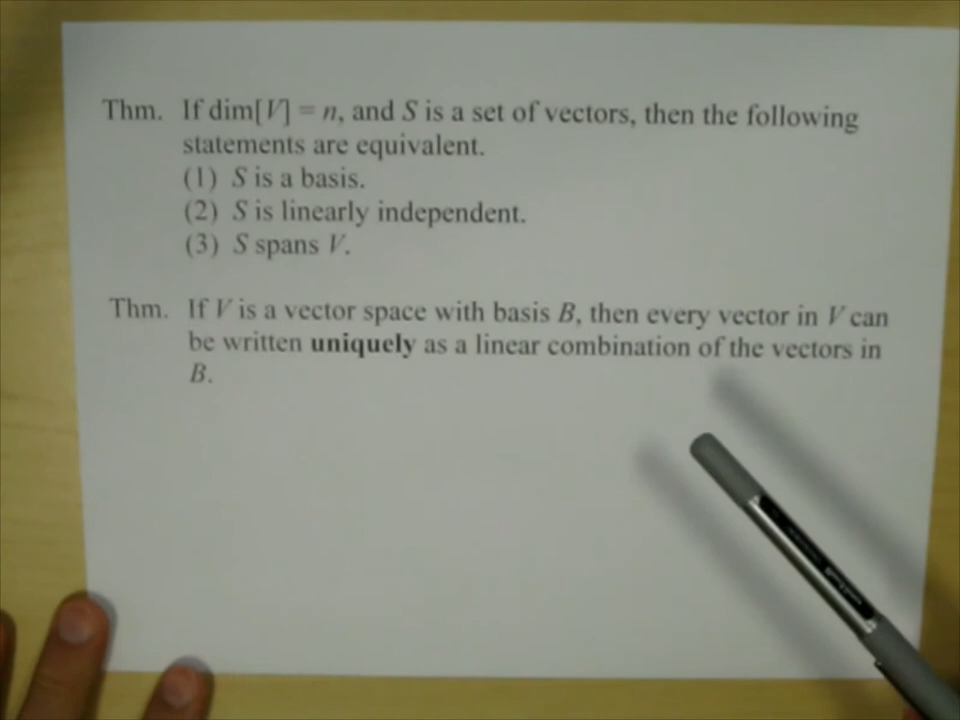 Thm. If dim[V] = n, and S is a set of vectors, then the following
statements are equivalent.
(1) S is a basis.
(2) S is linearly independent.
(3) S spans V.
Thm. If V is a vector space with basis B, then every vector in V can
be written uniquely as a linear combination of the vectors in
B.